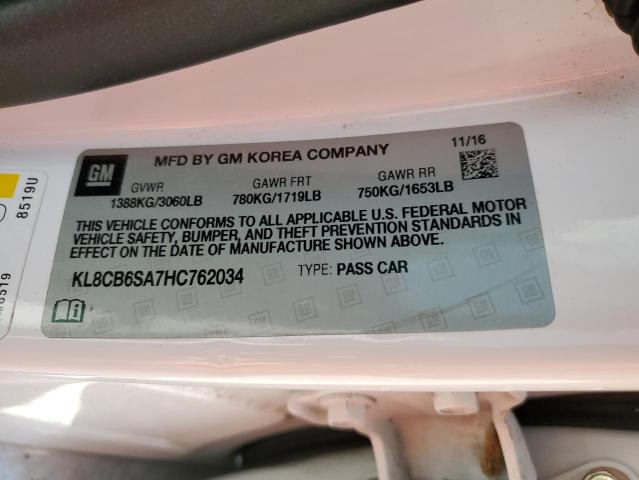 GM
MFD BY GM KOREA COMPANY
11/16
GVWR
GAWR FRT
GAWR RR
1388KG/3060LB
780KG/1719LB
750KG/1653LB
THIS VEHICLE CONFORMS TO ALL APPLICABLE U.S. FEDERAL MOTOR
VEHICLE SAFETY, BUMPER, AND THEFT PREVENTION STANDARDS IN
EFFECT ON THE DATE OF MANUFACTURE SHOWN ABOVE.
KL8CB6SA7HC762034
TYPE: PASS CAR
8519U